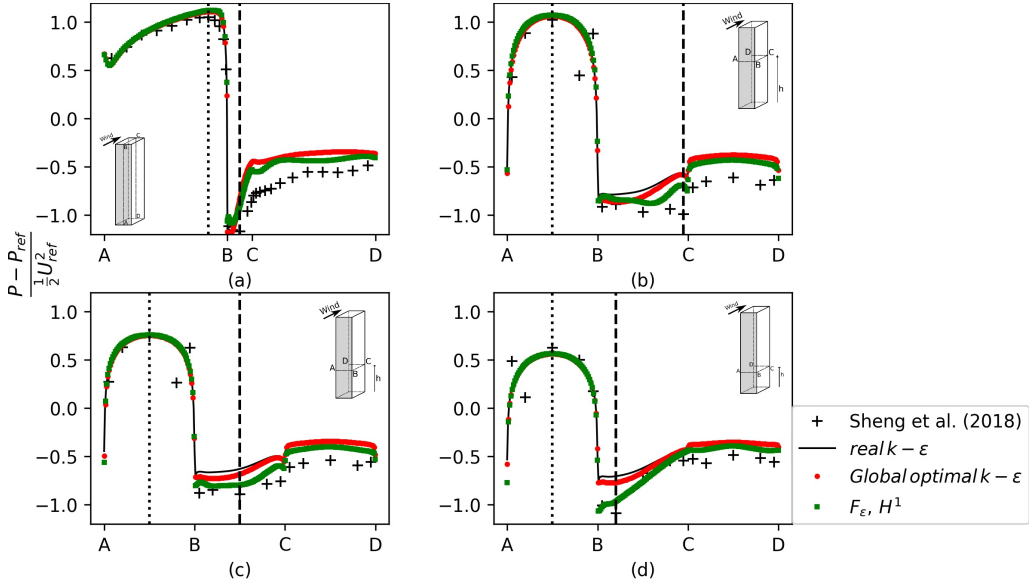 1.0
0.5
0.0
−0.5
−1.0
A
B
C
D
(a)
Wind
B
C
A
D
1.0
0.5
0.0
−0.5
−1.0
A
B
C
D
(b)
Wind
D
C
A
B
h
P − P_ref
½U²_ref
1.0
0.5
0.0
−0.5
−1.0
A
B
C
D
(c)
Wind
D
C
A
B
h
1.0
0.5
0.0
−0.5
−1.0
A
B
C
D
(d)
Wind
D
C
A
B
h
Sheng et al. (2018)
real k − ε
Global optimal k − ε
F_ε, H¹